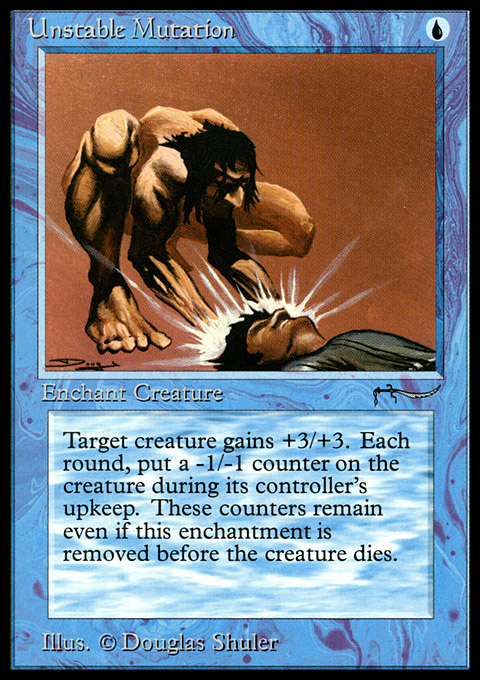 Unstable Mutation
Enchant Creature
Target creature gains +3/+3. Each
round, put a -1/-1 counter on the
creature during its controller's
upkeep. These counters remain
even if this enchantment is
removed before the creature dies.
Illus. © Douglas Shuler